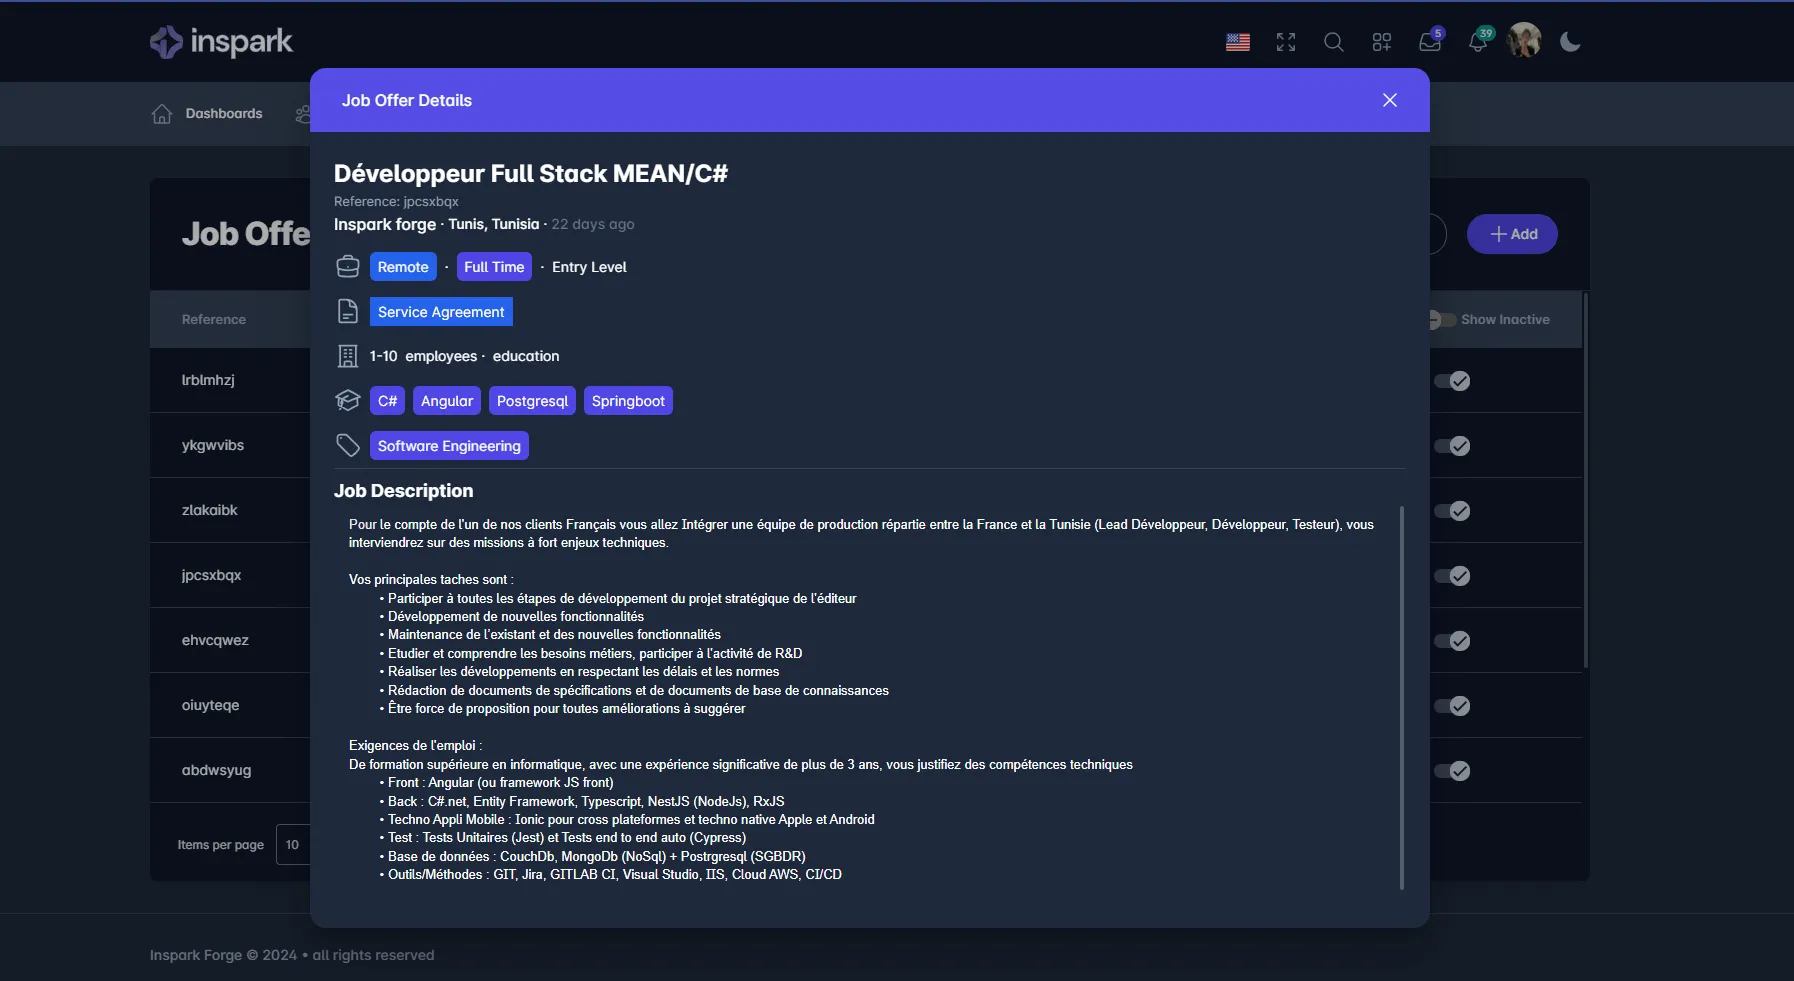 inspark
5
39
Job Offer Details
Dashboards
Développeur Full Stack MEAN/C#
Reference: jpcsxbqx
Inspark forge · Tunis, Tunisia · 22 days ago
Job Offe
Add
Remote · Full Time · Entry Level
Service Agreement
Reference
Show Inactive
1-10 employees · education
lrblmhzj
C# Angular Postgresql Springboot
ykgwvibs
Software Engineering
Job Description
zlakaibk
Pour le compte de l'un de nos clients Français vous allez Intégrer une équipe de production répartie entre la France et la Tunisie (Lead Développeur, Développeur, Testeur), vous
interviendrez sur des missions à fort enjeux techniques.
jpcsxbqx
Vos principales taches sont :
• Participer à toutes les étapes de développement du projet stratégique de l'éditeur
• Développement de nouvelles fonctionnalités
• Maintenance de l'existant et des nouvelles fonctionnalités
ehvcqwez
• Etudier et comprendre les besoins métiers, participer à l'activité de R&D
• Réaliser les développements en respectant les délais et les normes
• Rédaction de documents de spécifications et de documents de base de connaissances
oiuyteqe
• Être force de proposition pour toutes améliorations à suggérer
Exigences de l'emploi :
De formation supérieure en informatique, avec une expérience significative de plus de 3 ans, vous justifiez des compétences techniques
abdwsyug
• Front : Angular (ou framework JS front)
• Back : C#.net, Entity Framework, Typescript, NestJS (NodeJs), RxJS
• Techno Appli Mobile : Ionic pour cross plateformes et techno native Apple et Android
• Test : Tests Unitaires (Jest) et Tests end to end auto (Cypress)
Items per page 10
• Base de données : CouchDb, MongoDb (NoSql) + Postrgresql (SGBDR)
• Outils/Méthodes : GIT, Jira, GITLAB CI, Visual Studio, IIS, Cloud AWS, CI/CD
Inspark Forge © 2024 • all rights reserved